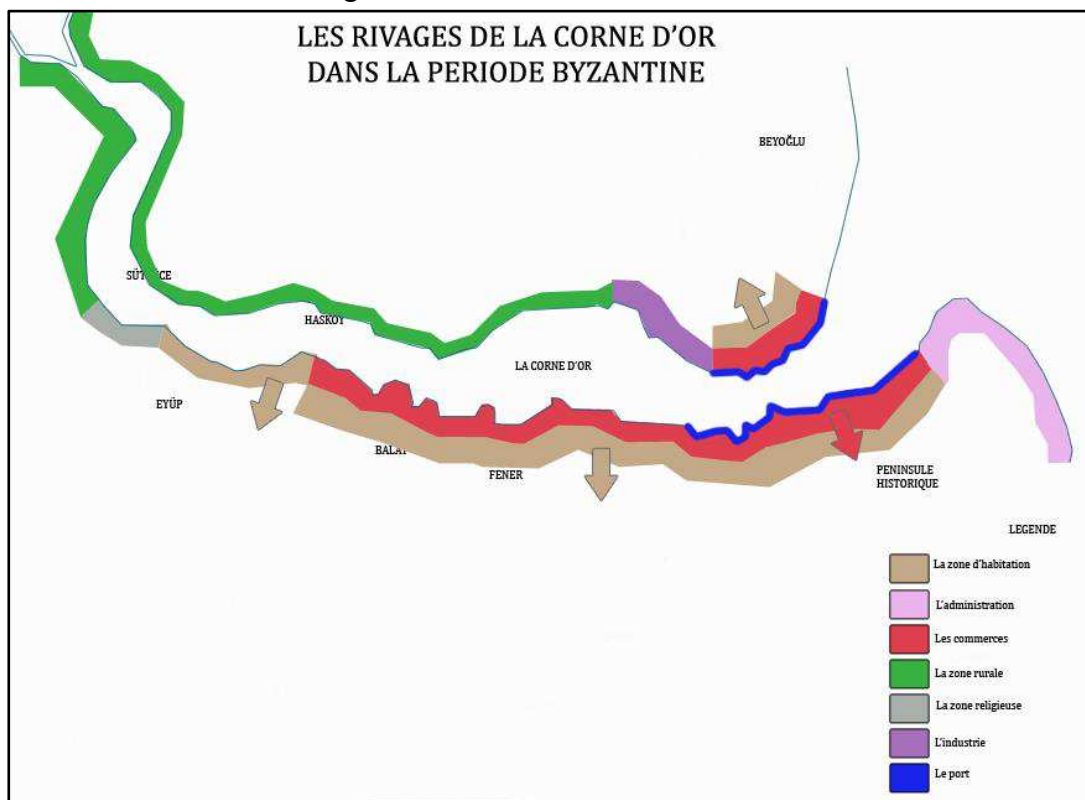 LES RIVAGES DE LA CORNE D'OR
DANS LA PERIODE BYZANTINE
BEYOĞLU
HASKOY
LA CORNE D'OR
EYÜP
FENER
PENINSULE
HISTORIQUE
LEGENDE
La zone d'habitation
L'administration
Les commerces
La zone rurale
La zone religieuse
L'industrie
Le port